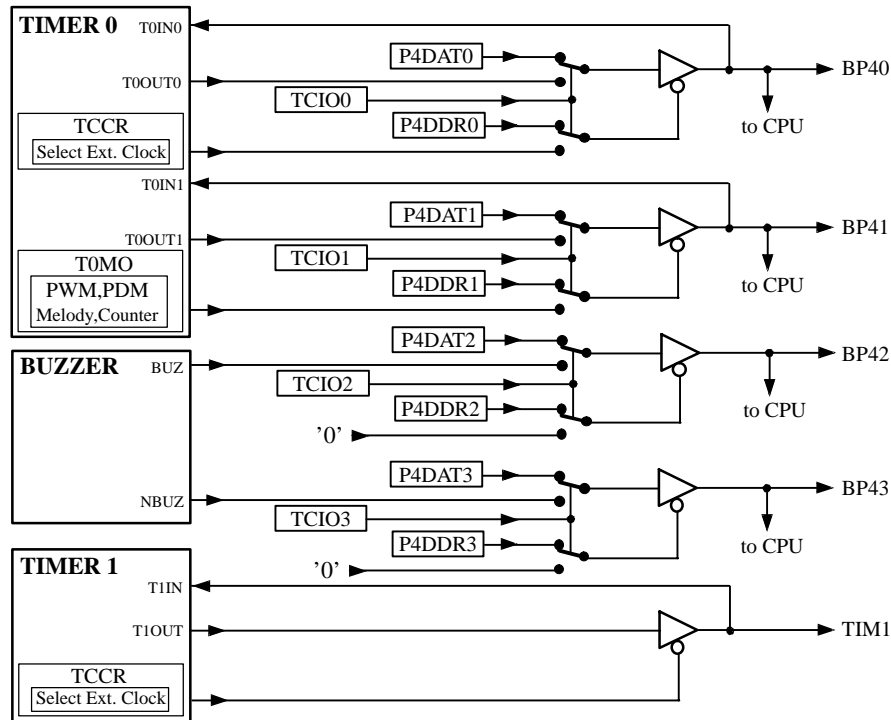 TIMER 0
T0IN0
P4DAT0
T0OUT0
BP40
TCIO0
TCCR
Select Ext. Clock
P4DDR0
to CPU
T0IN1
P4DAT1
T0OUT1
BP41
TCIO1
T0MO
PWM,PDM
Melody,Counter
P4DDR1
to CPU
BUZZER
BUZ
P4DAT2
BP42
TCIO2
P4DDR2
to CPU
'0'
P4DAT3
NBUZ
BP43
TCIO3
P4DDR3
to CPU
'0'
TIMER 1
T1IN
T1OUT
TIM1
TCCR
Select Ext. Clock